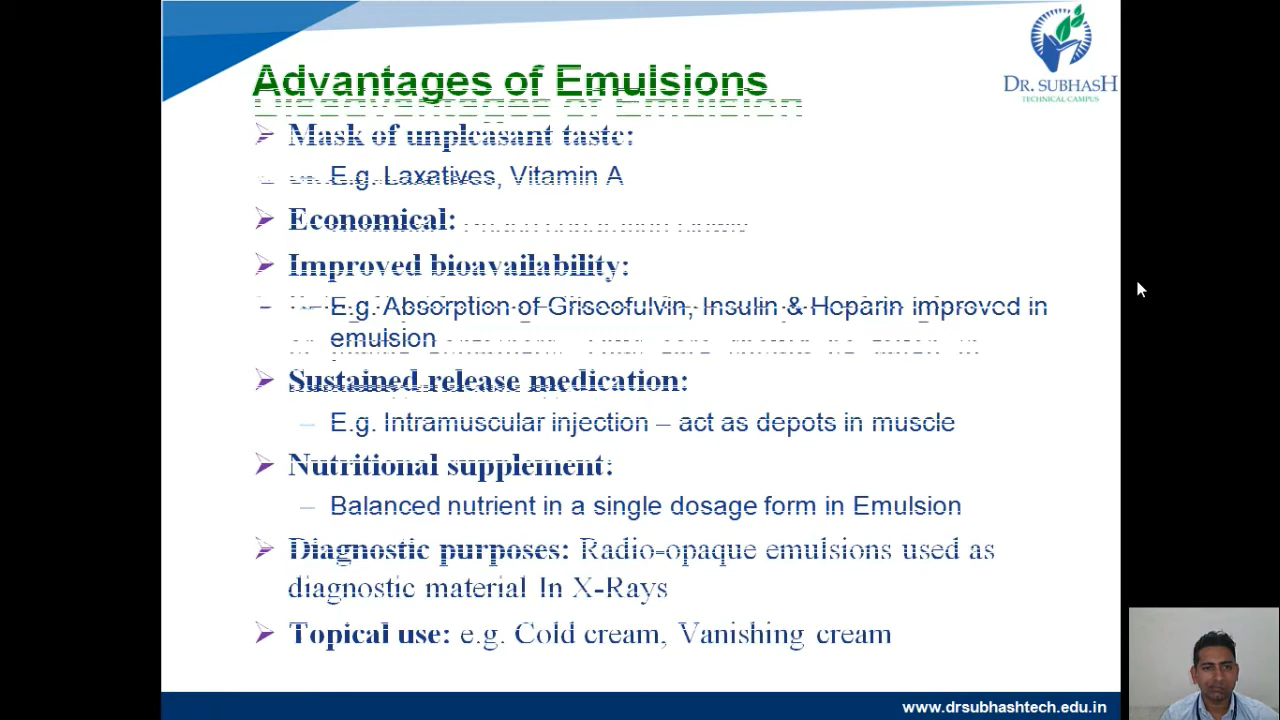 DR. SUBHASH
TECHNICAL CAMPUS
Advantages of Emulsions
Disadvantages of Emulsion
Mask of unpleasant taste:
– E.g. Laxatives, Vitamin A
Economical:
Improved bioavailability:
– E.g. Absorption of Griseofulvin, Insulin & Heparin improved in
emulsion
Sustained release medication:
– E.g. Intramuscular injection – act as depots in muscle
Nutritional supplement:
– Balanced nutrient in a single dosage form in Emulsion
Diagnostic purposes: Radio-opaque emulsions used as
diagnostic material In X-Rays
Topical use: e.g. Cold cream, Vanishing cream
www.drsubhashtech.edu.in